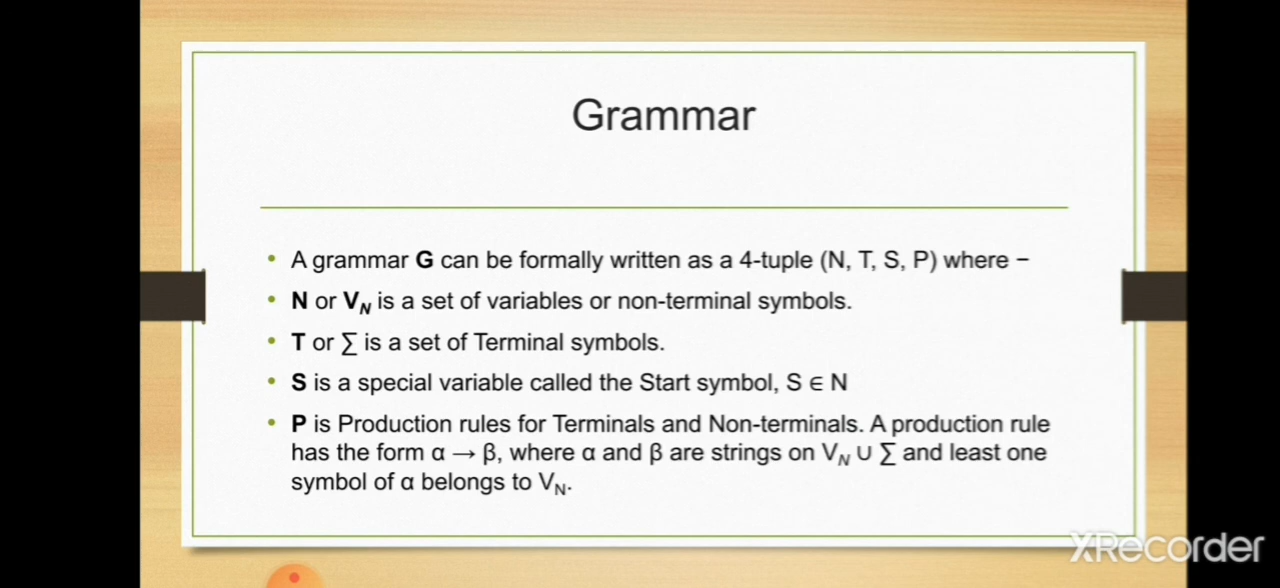 Grammar
• A grammar G can be formally written as a 4-tuple (N, T, S, P) where −
• N or V_N is a set of variables or non-terminal symbols.
• T or ∑ is a set of Terminal symbols.
• S is a special variable called the Start symbol, S ∈ N
• P is Production rules for Terminals and Non-terminals. A production rule
has the form α → β, where α and β are strings on V_N ∪ ∑ and least one
symbol of α belongs to V_N.
XRecorder